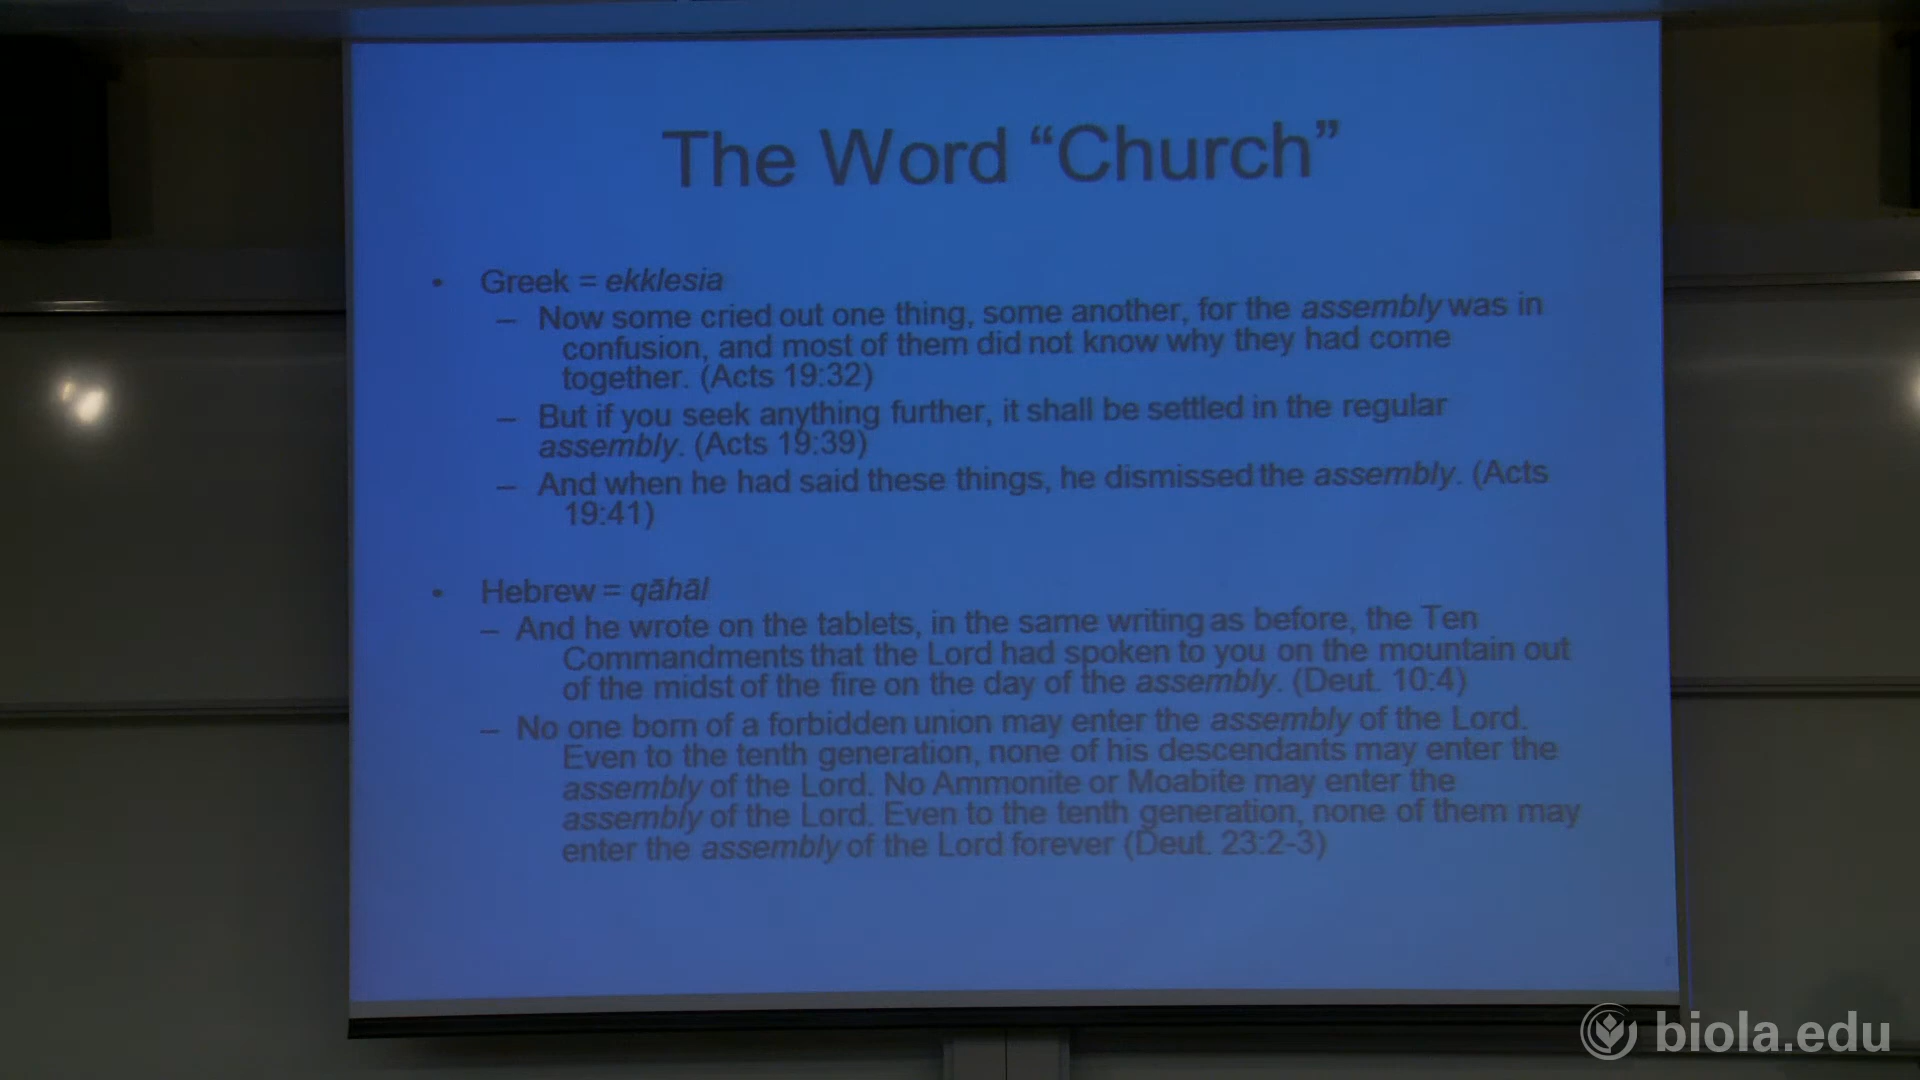 The Word “Church”
• Greek = ekklesia
– Now some cried out one thing, some another, for the assembly was in
confusion, and most of them did not know why they had come
together. (Acts 19:32)
– But if you seek anything further, it shall be settled in the regular
assembly. (Acts 19:39)
– And when he had said these things, he dismissed the assembly. (Acts
19:41)
• Hebrew = qāhāl
– And he wrote on the tablets, in the same writing as before, the Ten
Commandments that the Lord had spoken to you on the mountain out
of the midst of the fire on the day of the assembly. (Deut. 10:4)
– No one born of a forbidden union may enter the assembly of the Lord.
Even to the tenth generation, none of his descendants may enter the
assembly of the Lord. No Ammonite or Moabite may enter the
assembly of the Lord. Even to the tenth generation, none of them may
enter the assembly of the Lord forever (Deut. 23:2-3)
biola.edu